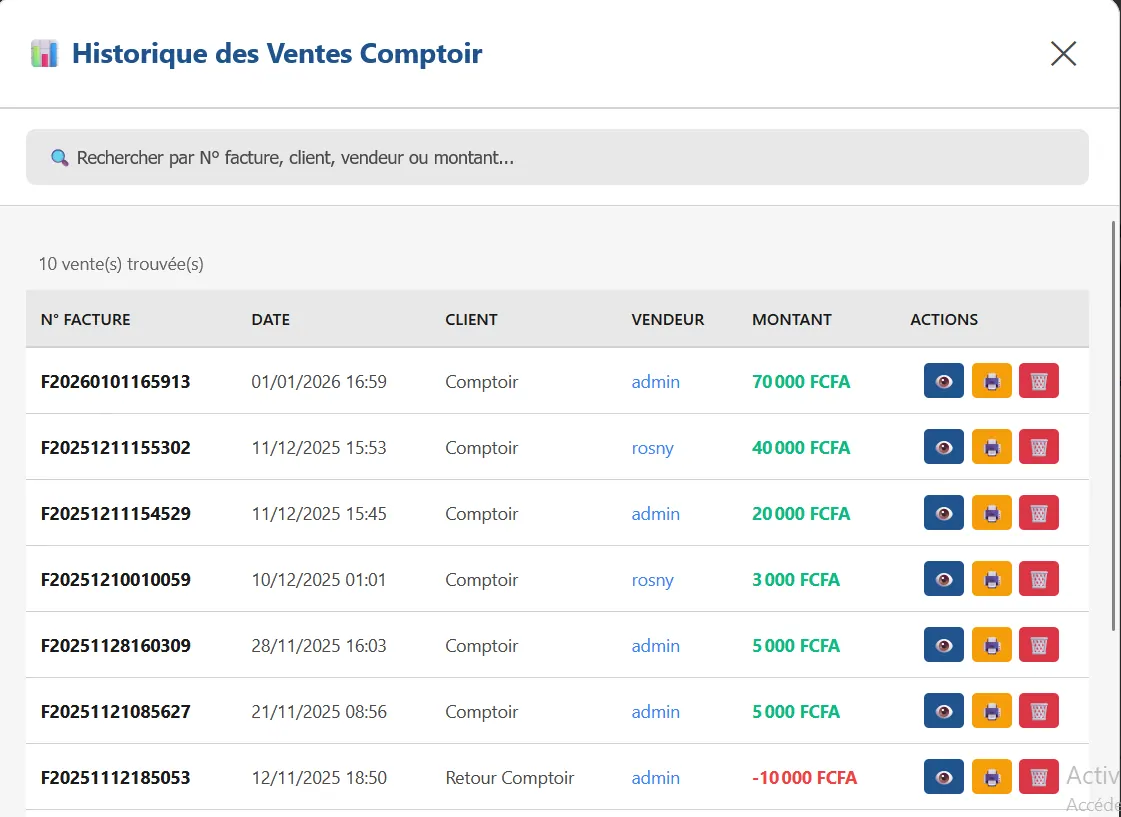 Historique des Ventes Comptoir
Rechercher par N° facture, client, vendeur ou montant...
10 vente(s) trouvée(s)
N° FACTURE DATE CLIENT VENDEUR MONTANT ACTIONS
F20260101165913 01/01/2026 16:59 Comptoir admin 70 000 FCFA
F20251211155302 11/12/2025 15:53 Comptoir rosny 40 000 FCFA
F20251211154529 11/12/2025 15:45 Comptoir admin 20 000 FCFA
F20251210010059 10/12/2025 01:01 Comptoir rosny 3 000 FCFA
F20251128160309 28/11/2025 16:03 Comptoir admin 5 000 FCFA
F20251121085627 21/11/2025 08:56 Comptoir admin 5 000 FCFA
F20251112185053 12/11/2025 18:50 Retour Comptoir admin -10 000 FCFA
Activ
Accéde